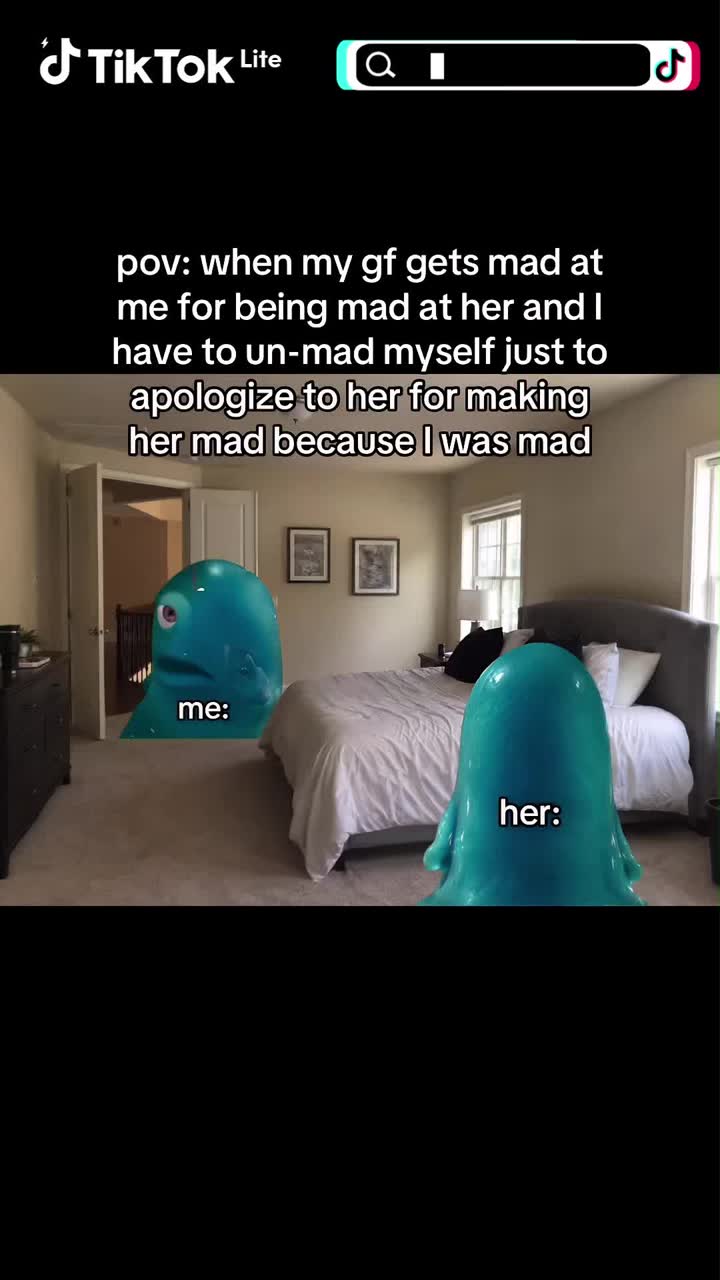 TikTok Lite
pov: when my gf gets mad at
me for being mad at her and I
have to un-mad myself just to
apologize to her for making
her mad because I was mad
me:
her: